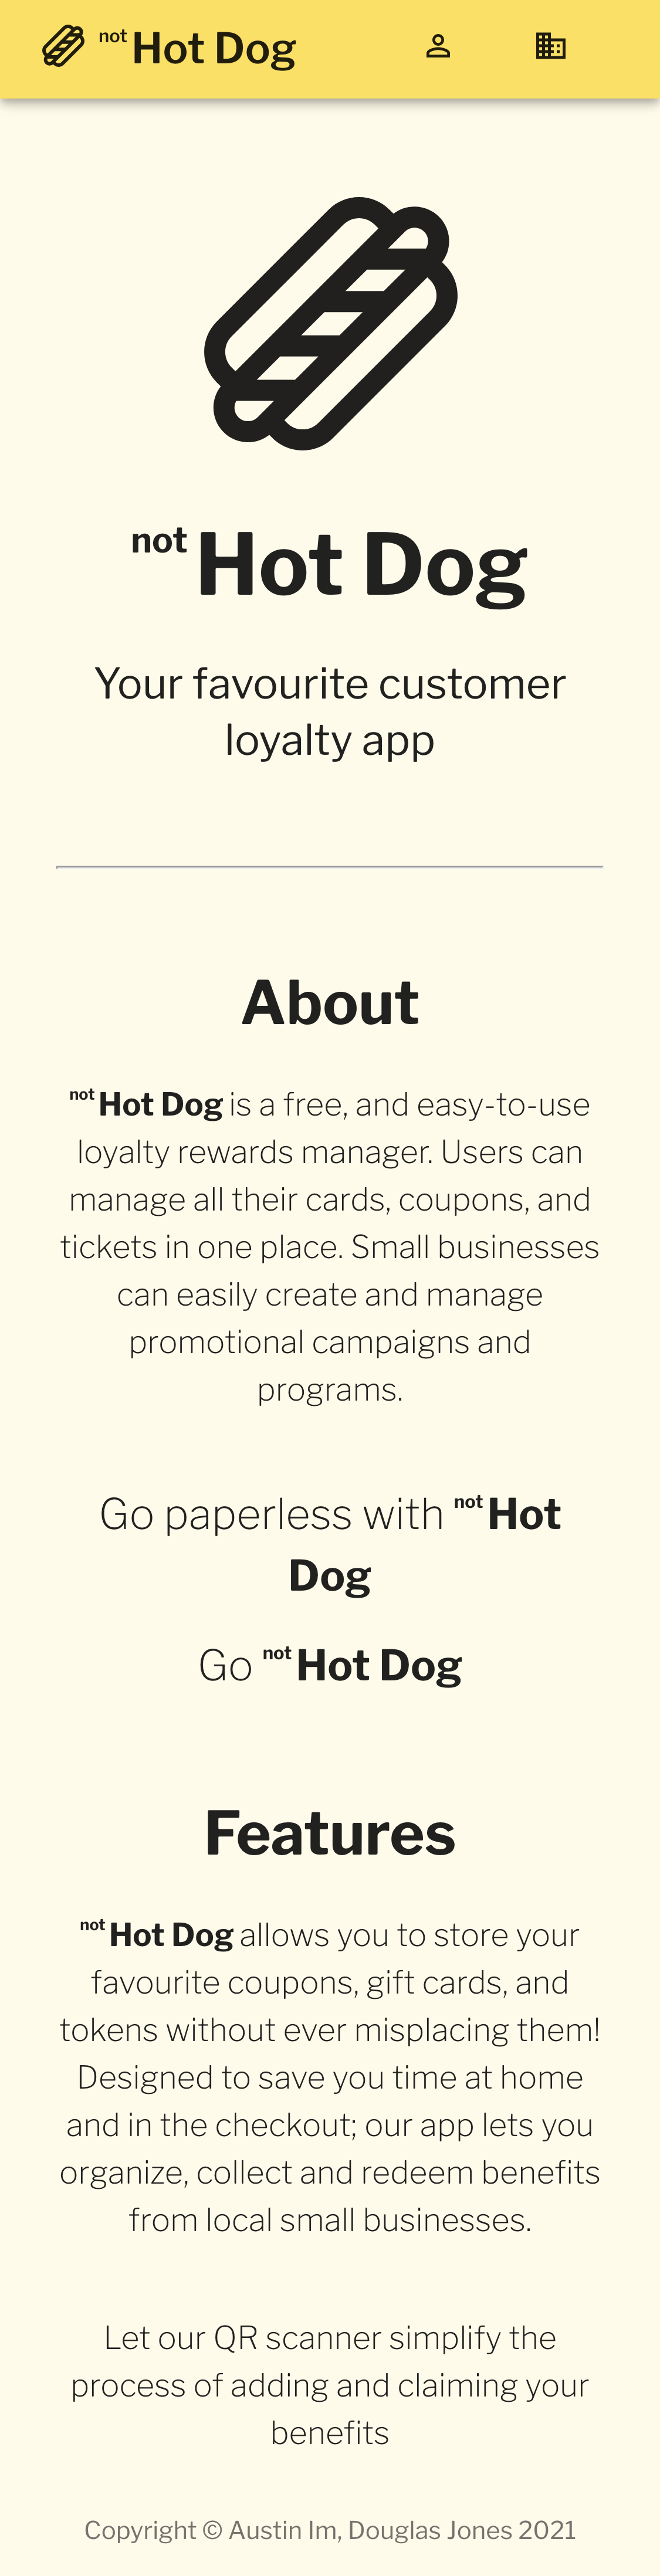 not Hot Dog
not Hot Dog
Your favourite customer
loyalty app
About
not Hot Dog is a free, and easy-to-use
loyalty rewards manager. Users can
manage all their cards, coupons, and
tickets in one place. Small businesses
can easily create and manage
promotional campaigns and
programs.
Go paperless with not Hot
Dog
Go not Hot Dog
Features
not Hot Dog allows you to store your
favourite coupons, gift cards, and
tokens without ever misplacing them!
Designed to save you time at home
and in the checkout; our app lets you
organize, collect and redeem benefits
from local small businesses.
Let our QR scanner simplify the
process of adding and claiming your
benefits
Copyright © Austin Im, Douglas Jones 2021